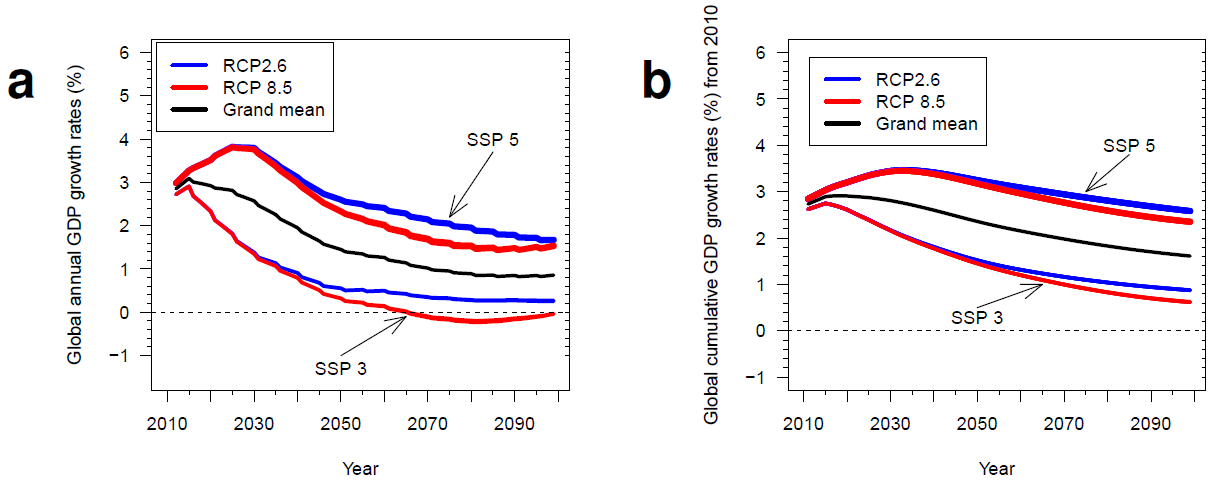 a
RCP2.6
RCP 8.5
Grand mean
SSP 5
SSP 3
Global annual GDP growth rates (%)
6
5
4
3
2
1
0
−1
2010 2030 2050 2070 2090
Year
b
RCP2.6
RCP 8.5
Grand mean
SSP 5
SSP 3
Global cumulative GDP growth rates (%) from 2010
6
5
4
3
2
1
0
−1
2010 2030 2050 2070 2090
Year